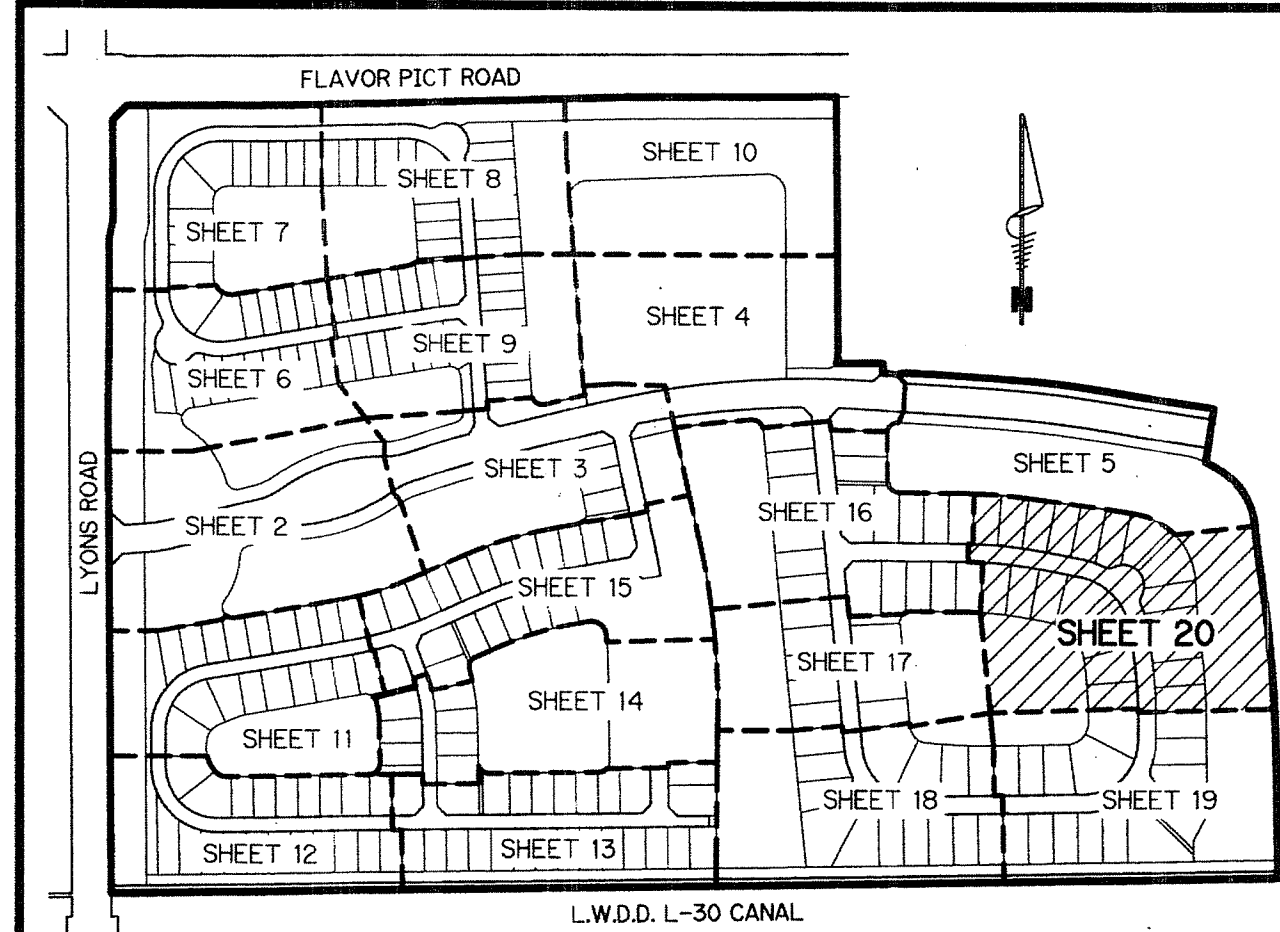 FLAVOR PICT ROAD
SHEET 10
SHEET 8
SHEET 7
N
SHEET 4
SHEET 9
SHEET 6
SHEET 5
SHEET 3
LYONS ROAD
SHEET 16
SHEET 2
SHEET 15
SHEET 20
SHEET 17
SHEET 14
SHEET 11
SHEET 18
SHEET 19
SHEET 12
SHEET 13
L.W.D.D. L-30 CANAL